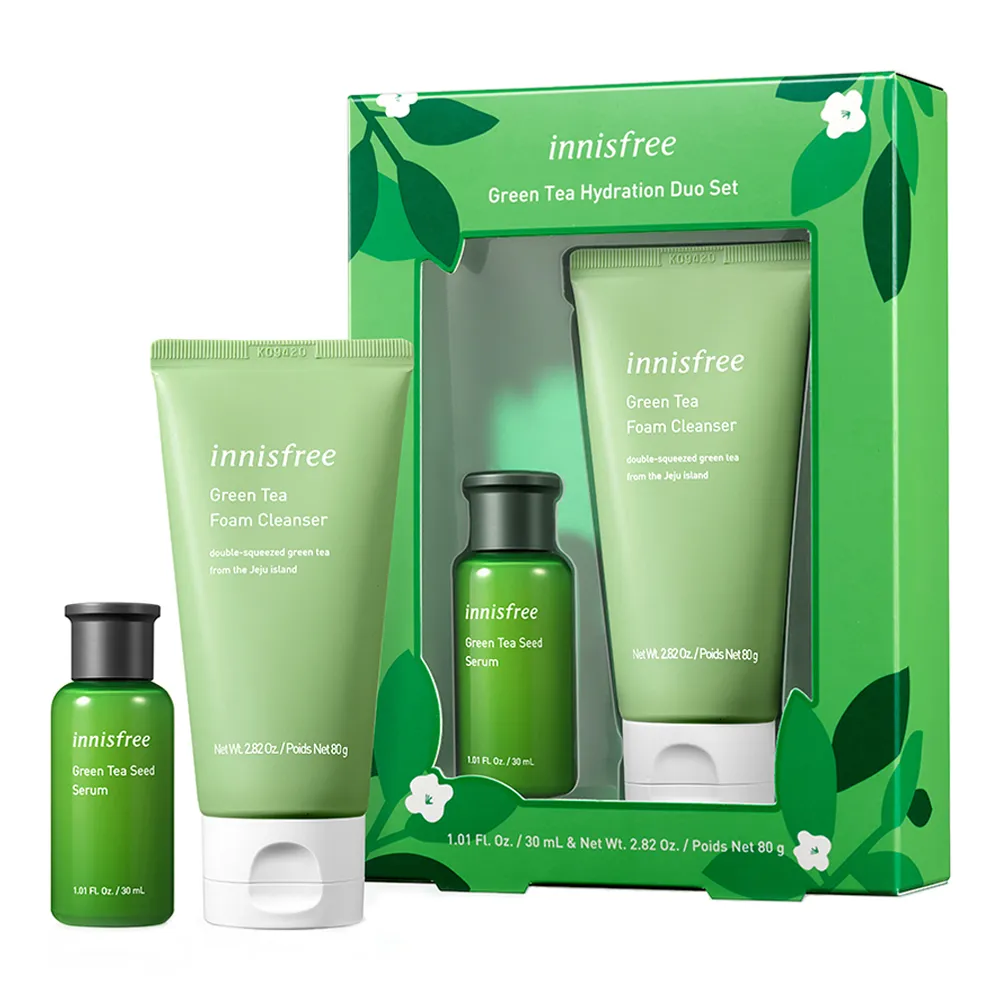 innisfree
Green Tea Hydration Duo Set
K09420
innisfree
Green Tea
Foam Cleanser
double-squeezed green tea
from the Jeju island
Net Wt. 2.82 Oz. / Poids Net 80 g
innisfree
Green Tea Seed
Serum
1.01 FL. Oz. / 30 mL
1.01 Fl. Oz. / 30 mL & Net Wt. 2.82 Oz. / Poids Net 80 g
K09420
innisfree
Green Tea
Foam Cleanser
double-squeezed green tea
from the Jeju island
Net Wt. 2.82 Oz. / Poids Net 80 g
innisfree
Green Tea Seed
Serum
1.01 FL. Oz. / 30 mL